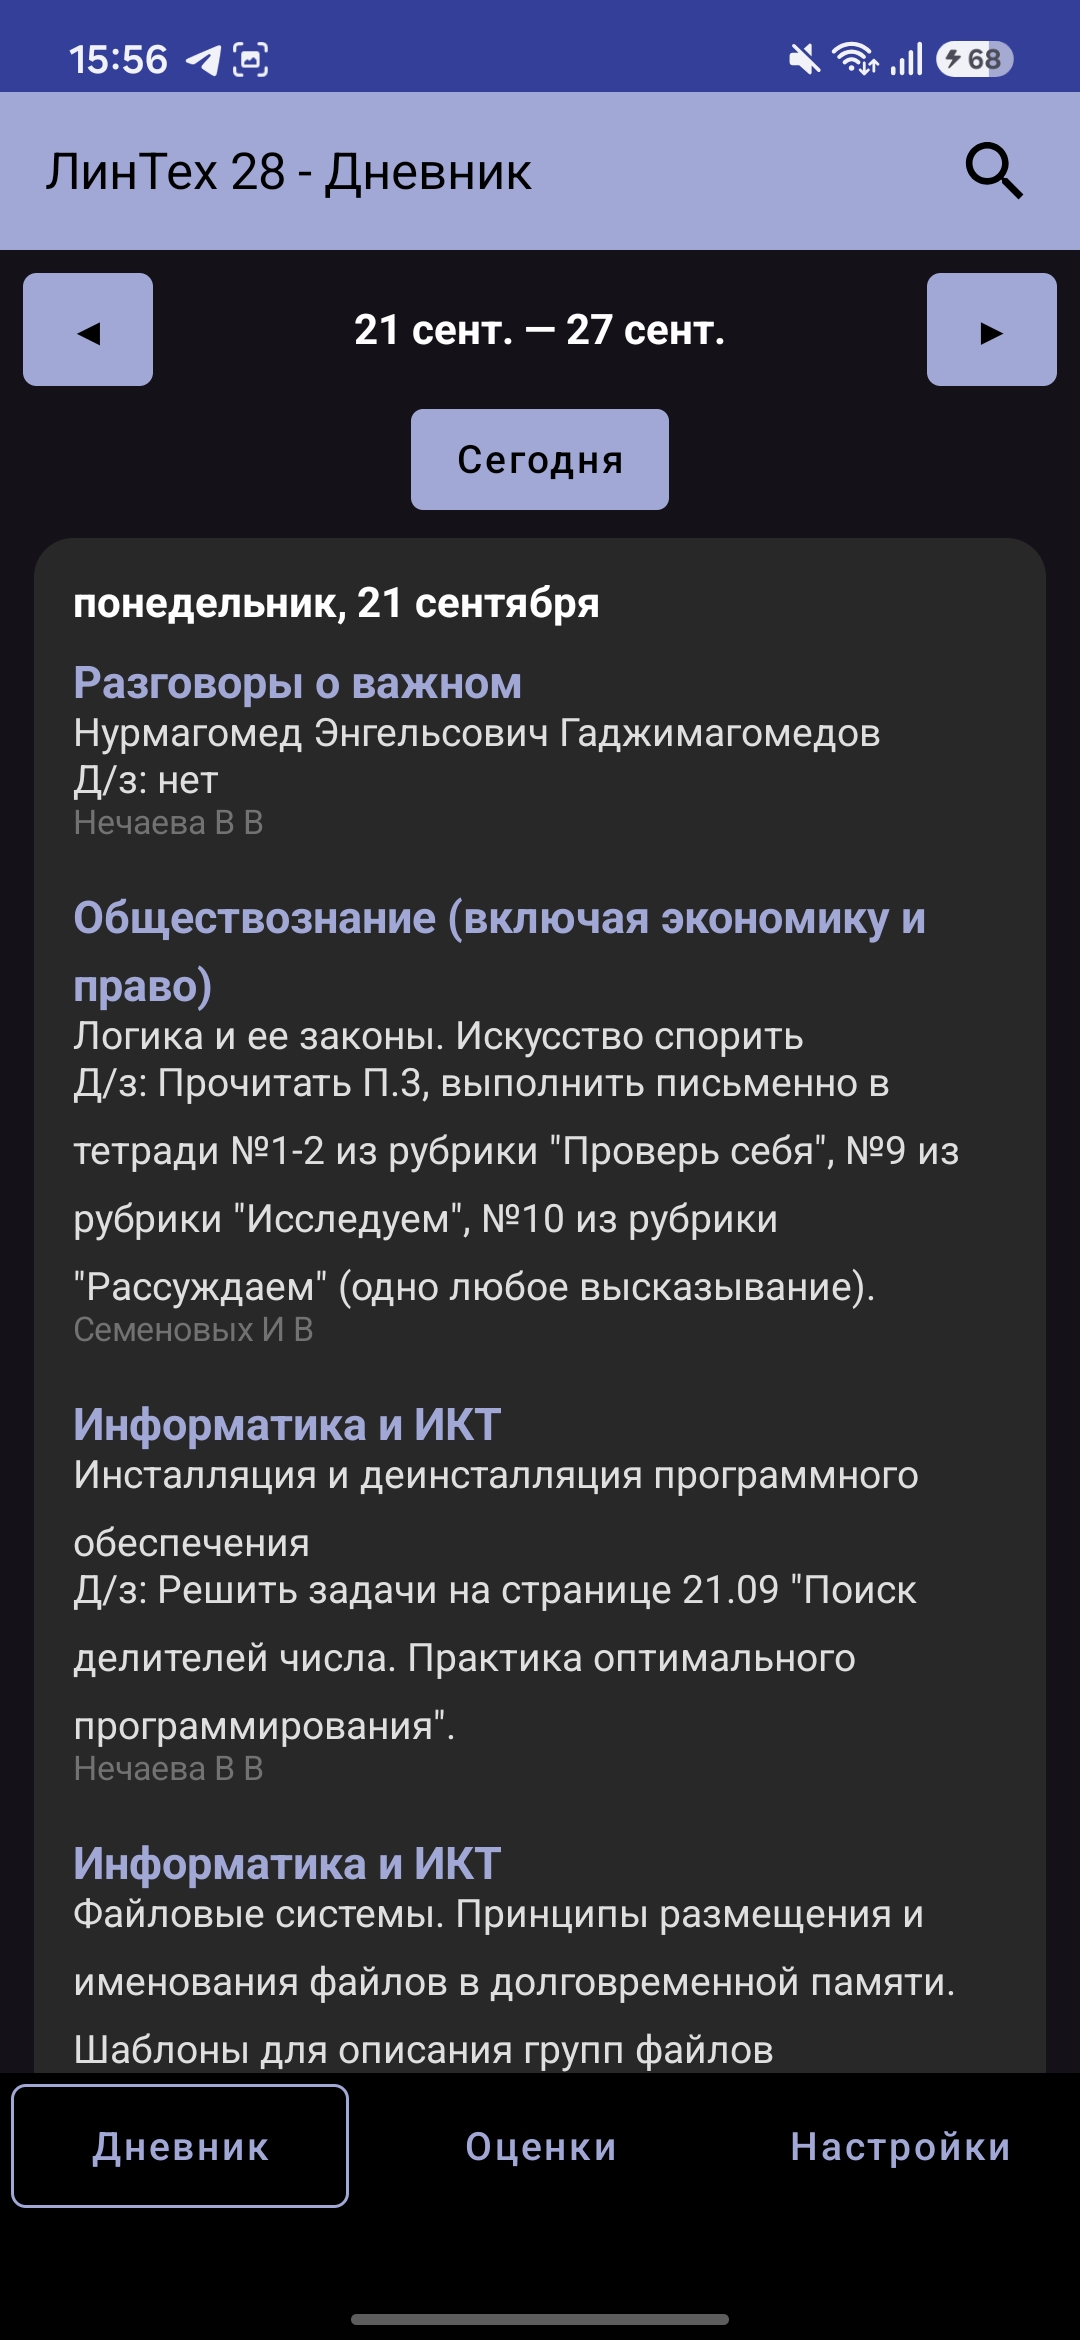 15:56
68
ЛинТех 28 - Дневник
◀
21 сент. — 27 сент.
▶
Сегодня
понедельник, 21 сентября
Разговоры о важном
Нурмагомед Энгельсович Гаджимагомедов
Д/з: нет
Нечаева В В
Обществознание (включая экономику и
право)
Логика и ее законы. Искусство спорить
Д/з: Прочитать П.3, выполнить письменно в
тетради №1-2 из рубрики "Проверь себя", №9 из
рубрики "Исследуем", №10 из рубрики
"Рассуждаем" (одно любое высказывание).
Семеновых И В
Информатика и ИКТ
Инсталляция и деинсталляция программного
обеспечения
Д/з: Решить задачи на странице 21.09 "Поиск
делителей числа. Практика оптимального
программирования".
Нечаева В В
Информатика и ИКТ
Файловые системы. Принципы размещения и
именования файлов в долговременной памяти.
Шаблоны для описания групп файлов
Дневник
Оценки
Настройки